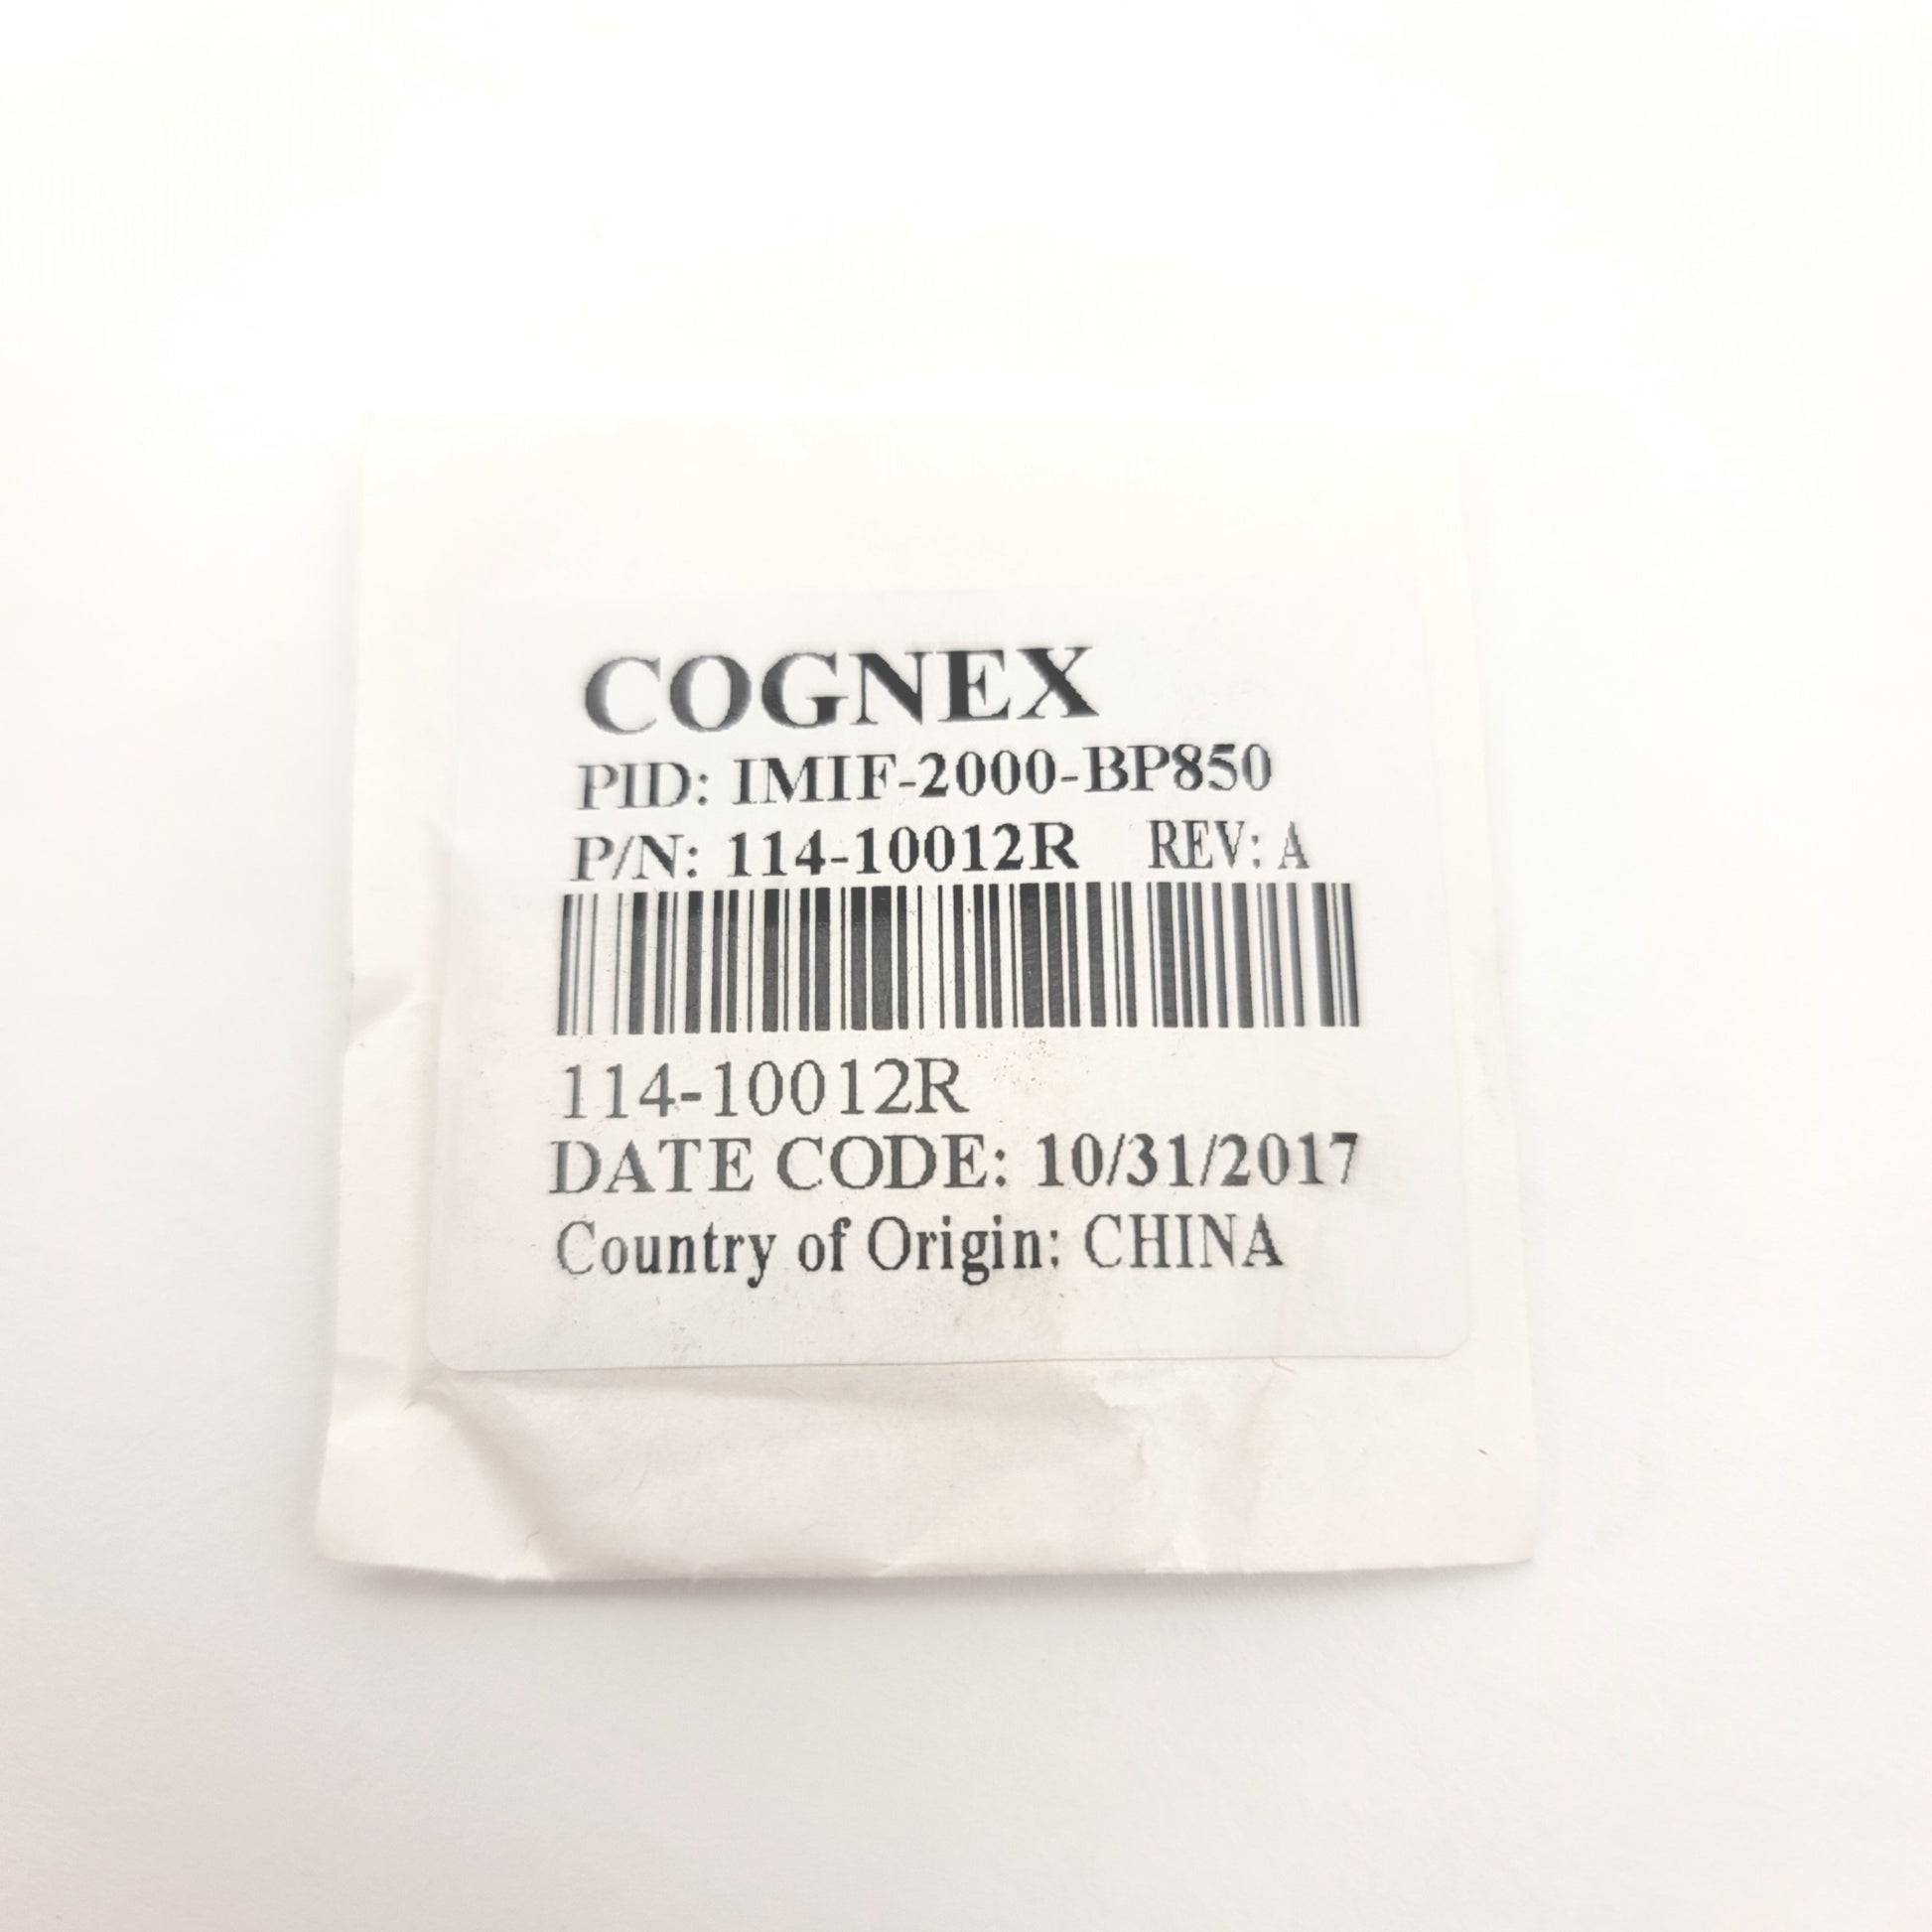 COGNEX
PID: IMIF-2000-BP850
P/N: 114-10012R REV: A
114-10012R
DATE CODE: 10/31/2017
Country of Origin: CHINA